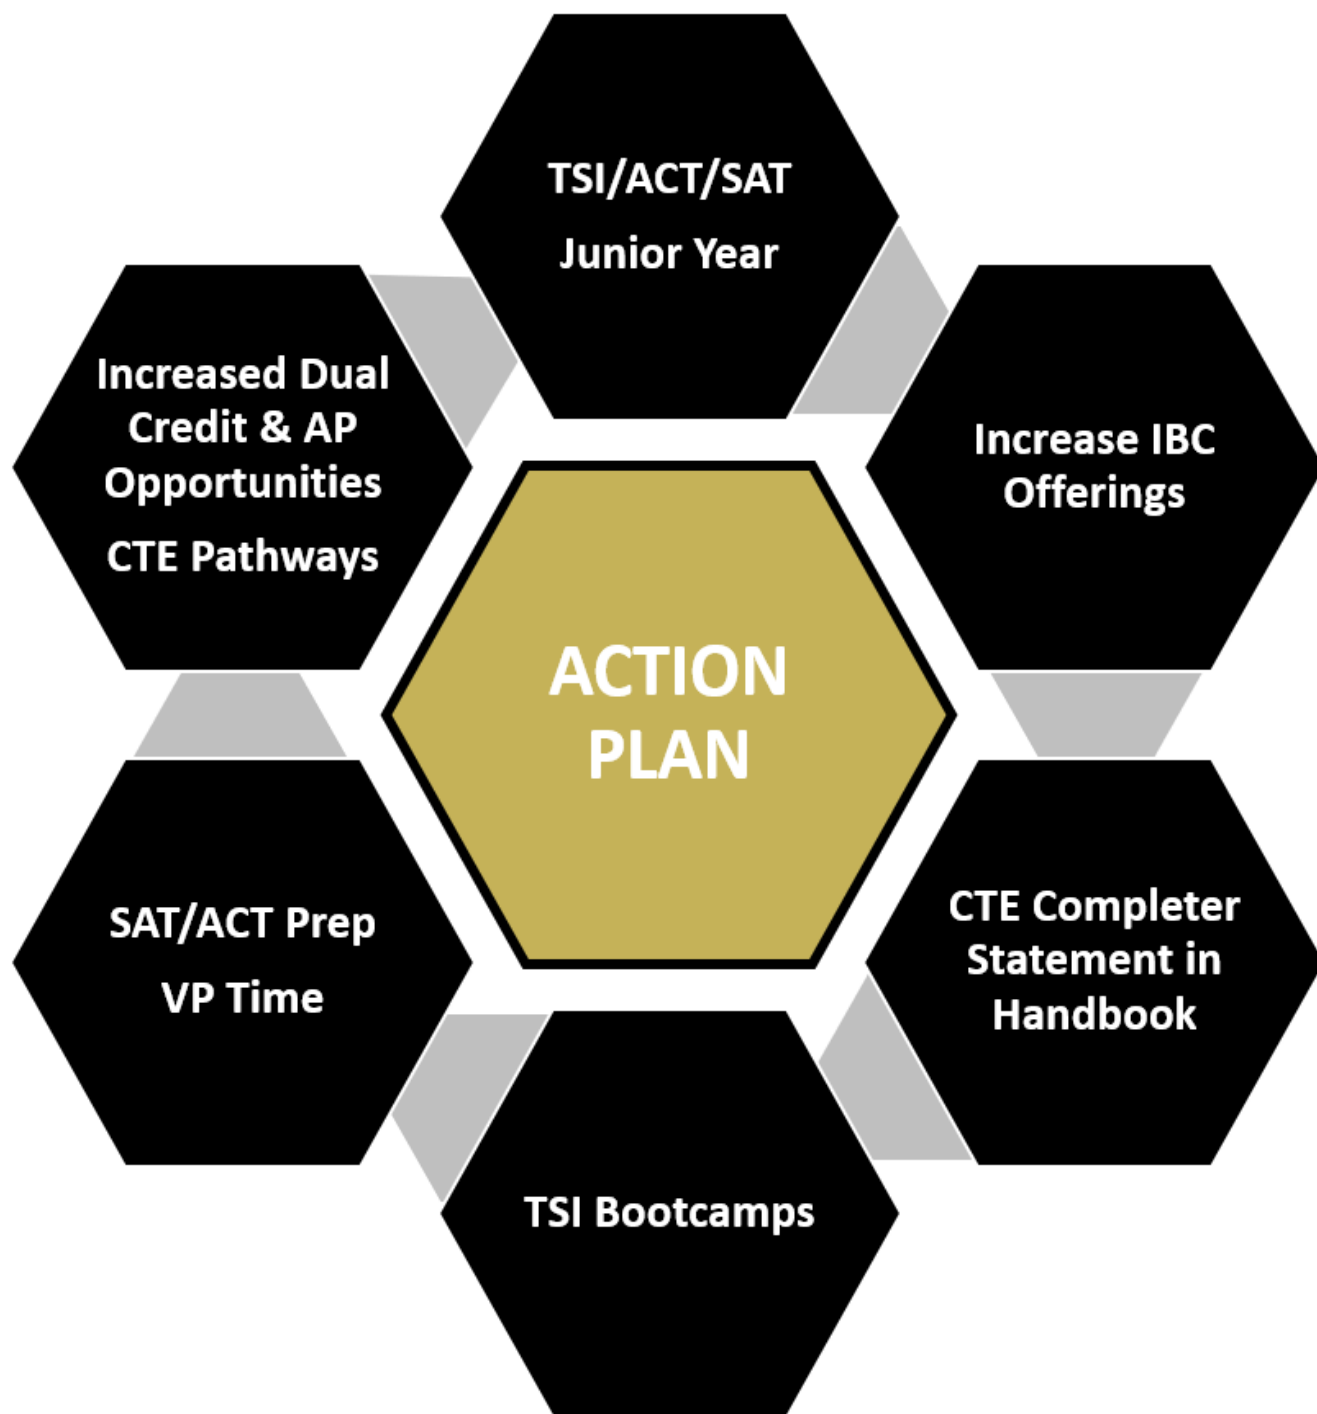 TSI/ACT/SAT
Junior Year
Increased Dual
Credit & AP
Opportunities
CTE Pathways
Increase IBC
Offerings
ACTION
PLAN
SAT/ACT Prep
VP Time
CTE Completer
Statement in
Handbook
TSI Bootcamps